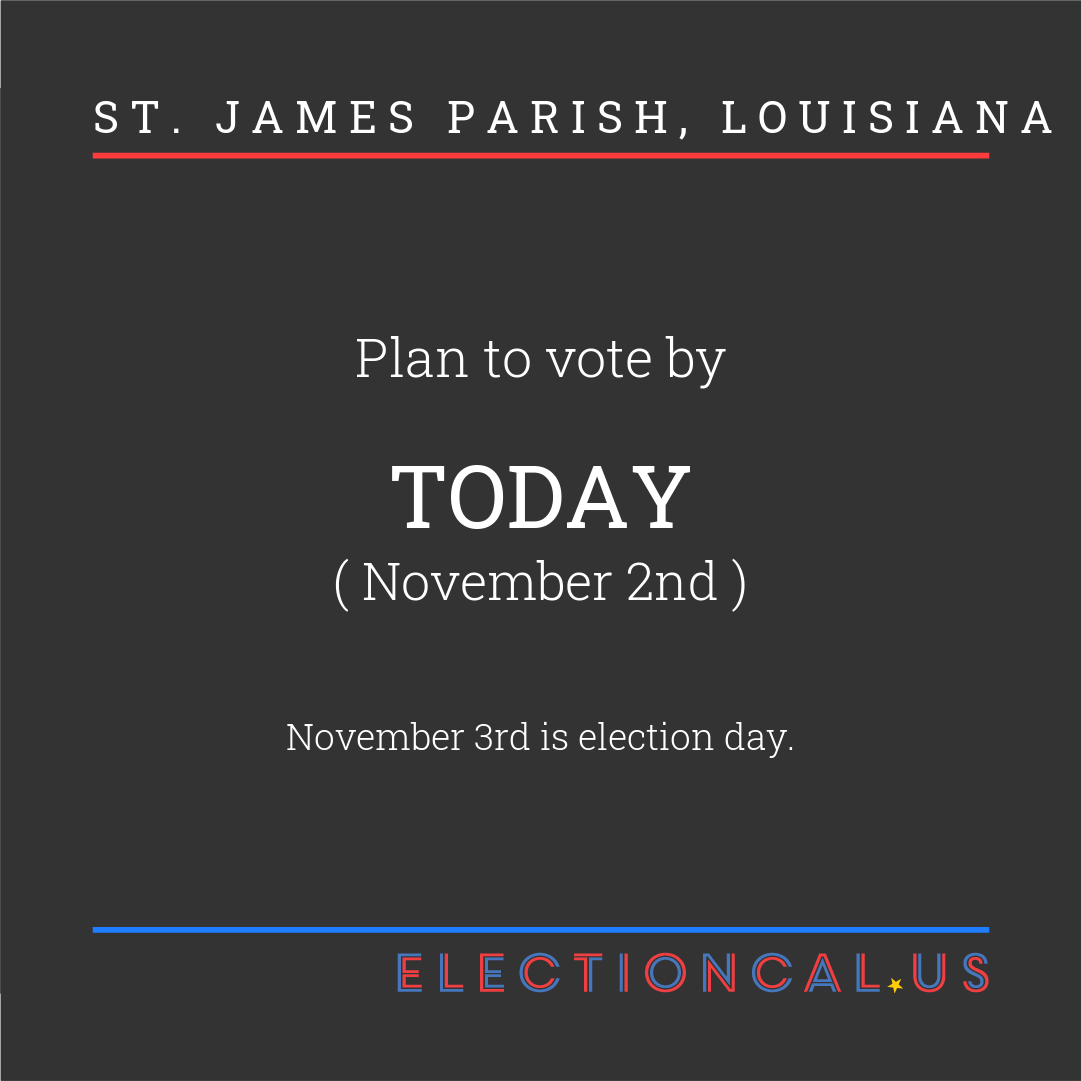 ST. JAMES PARISH, LOUISIANA
Plan to vote by
TODAY
( November 2nd )
November 3rd is election day.
ELECTIONCAL.US